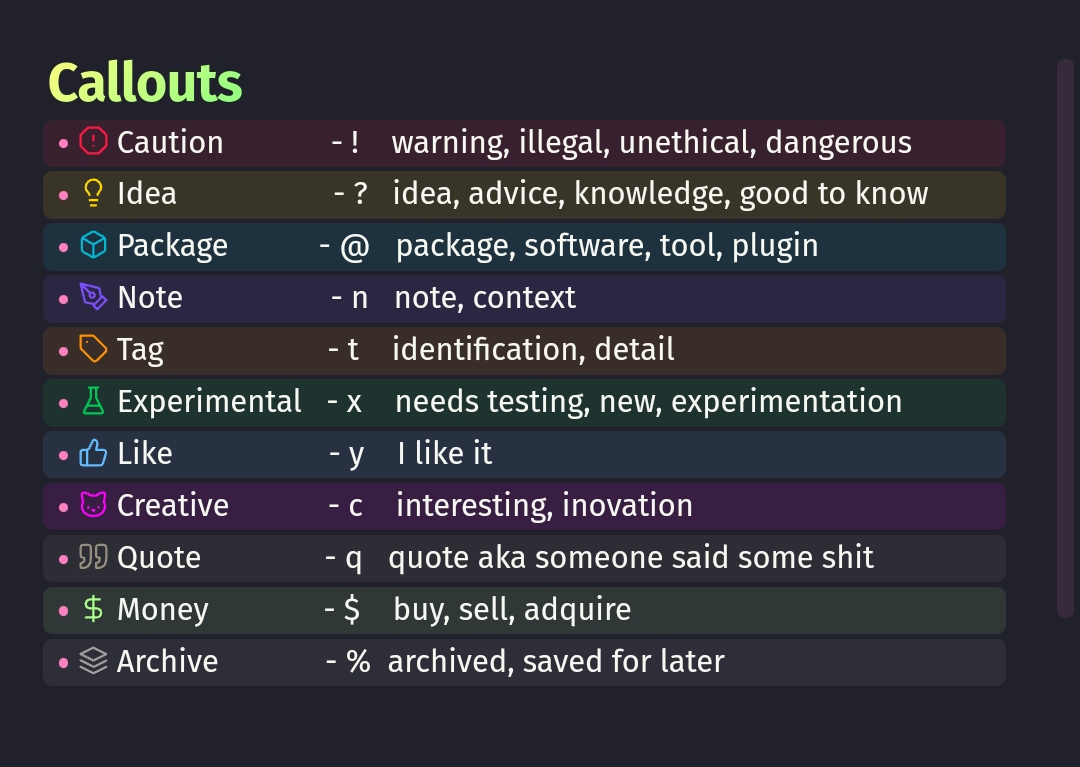 Callouts
Caution - ! warning, illegal, unethical, dangerous
Idea - ? idea, advice, knowledge, good to know
Package - @ package, software, tool, plugin
Note - n note, context
Tag - t identification, detail
Experimental - x needs testing, new, experimentation
Like - y I like it
Creative - c interesting, inovation
Quote - q quote aka someone said some shit
Money - $ buy, sell, adquire
Archive - % archived, saved for later